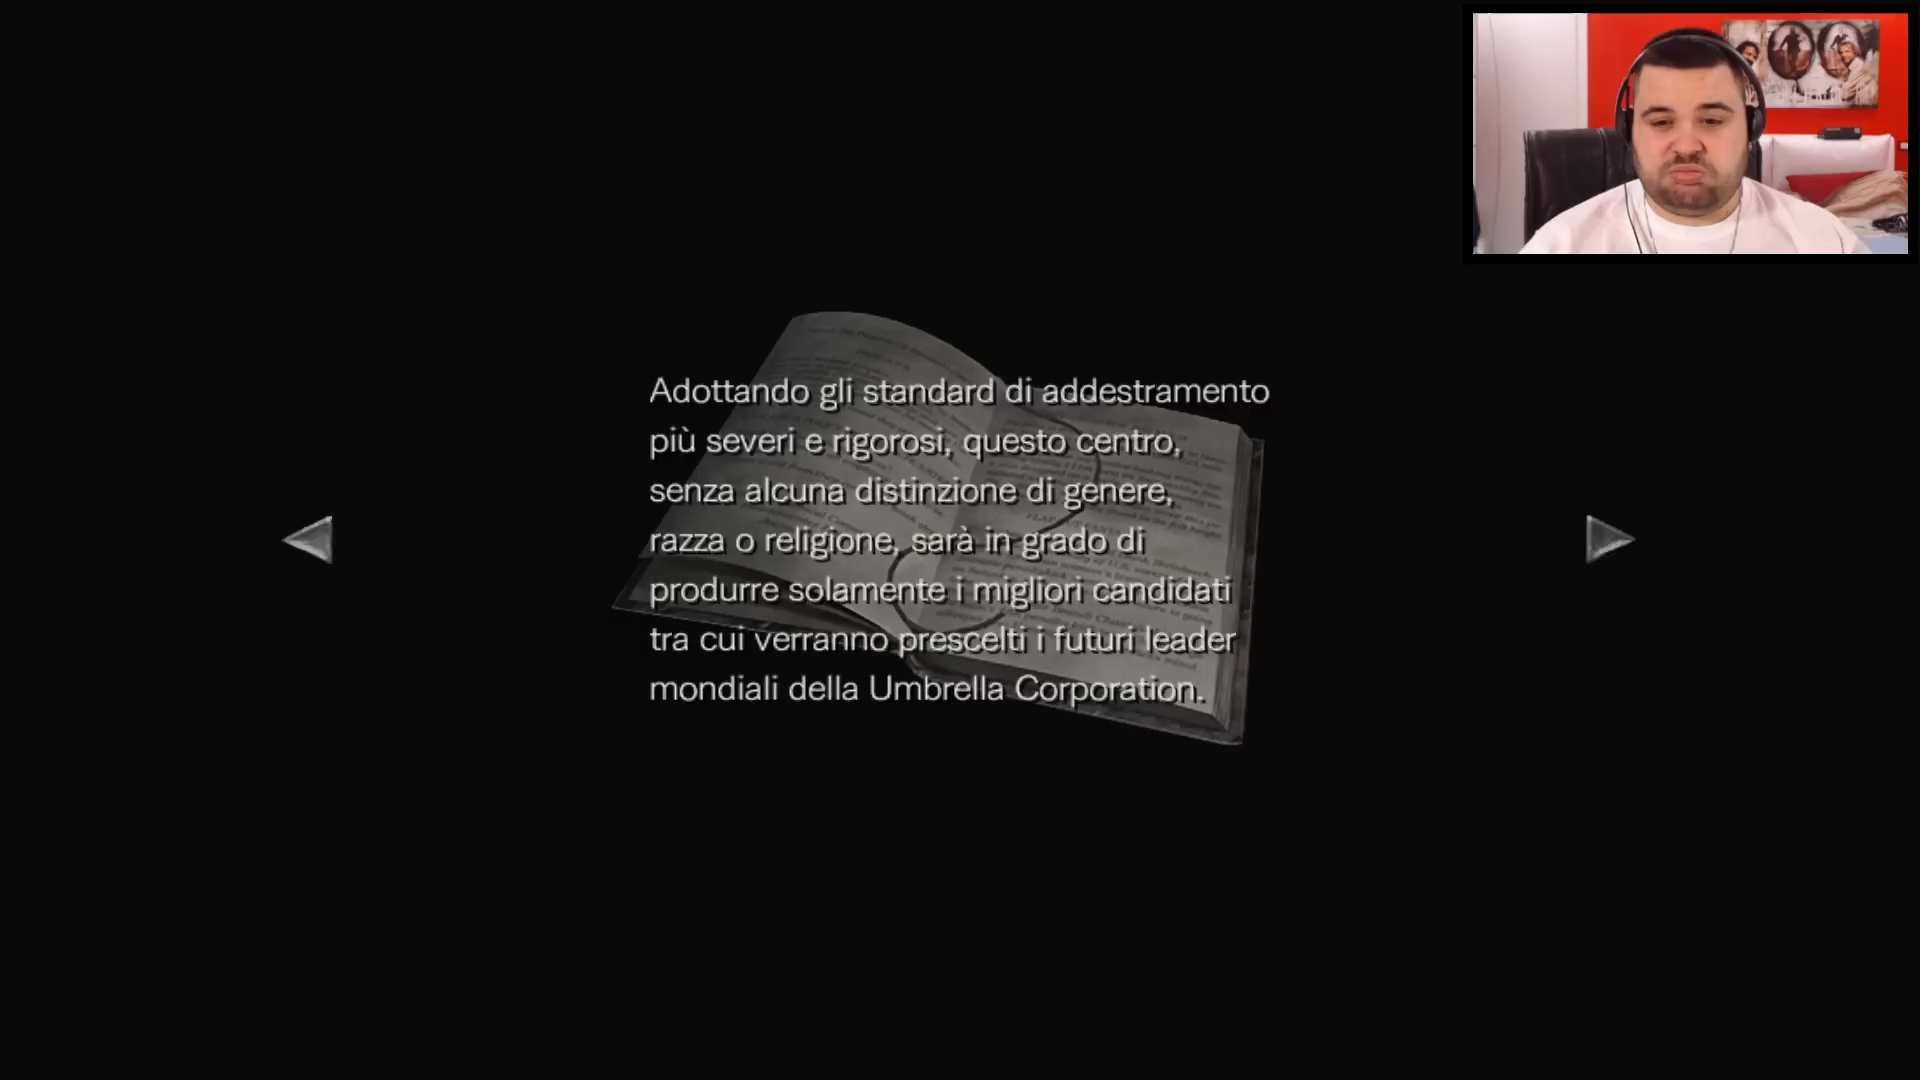 Adottando gli standard di addestramento
più severi e rigorosi, questo centro,
senza alcuna distinzione di genere,
razza o religione, sarà in grado di
produrre solamente i migliori candidati
tra cui verranno prescelti i futuri leader
mondiali della Umbrella Corporation.